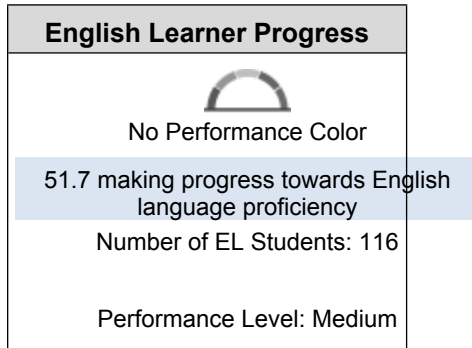 English Learner Progress
No Performance Color
51.7 making progress towards English
language proficiency
Number of EL Students: 116
Performance Level: Medium